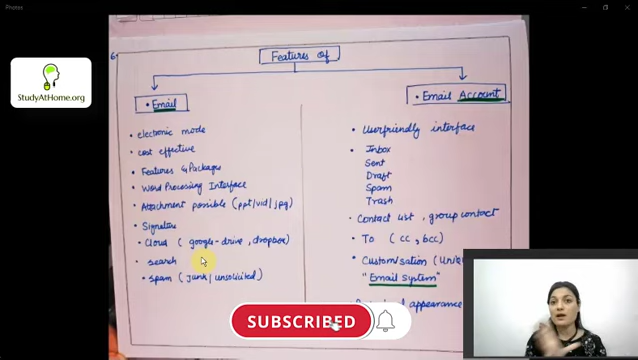 Photos
StudyAtHome.org
6.
Features of
• Email
• electronic mode
• cost effective
• Features & Packages
• Word Processing Interface
• Attachment possible (ppt/vid/jpg)
• Signature
• Cloud ( google-drive, dropbox)
• search
• spam ( junk/ unsolicited )
• Email Account
• Userfriendly interface
• Inbox
Sent
Draft
Spam
Trash
• Contact list, group contact
• To ( cc, bcc)
• Customisation
"Email system"
appearance
SUBSCRIBED